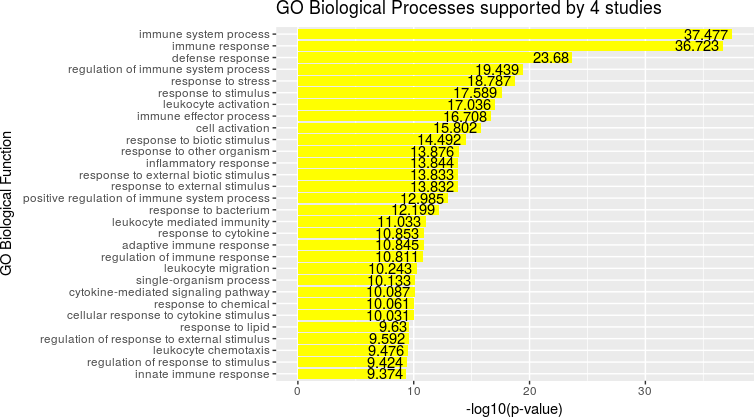 GO Biological Processes supported by 4 studies
GO Biological Function
immune system process 37.477
immune response 36.723
defense response 23.68
regulation of immune system process 19.439
response to stress 18.787
response to stimulus 17.589
leukocyte activation 17.036
immune effector process 16.708
cell activation 15.802
response to biotic stimulus 14.492
response to other organism 13.876
inflammatory response 13.844
response to external biotic stimulus 13.833
response to external stimulus 13.832
positive regulation of immune system process 12.985
response to bacterium 12.199
leukocyte mediated immunity 11.033
response to cytokine 10.853
adaptive immune response 10.845
regulation of immune response 10.811
leukocyte migration 10.243
single-organism process 10.133
cytokine-mediated signaling pathway 10.087
response to chemical 10.061
cellular response to cytokine stimulus 10.031
response to lipid 9.63
regulation of response to external stimulus 9.592
leukocyte chemotaxis 9.476
regulation of response to stimulus 9.424
innate immune response 9.374
0 10 20 30
-log10(p-value)